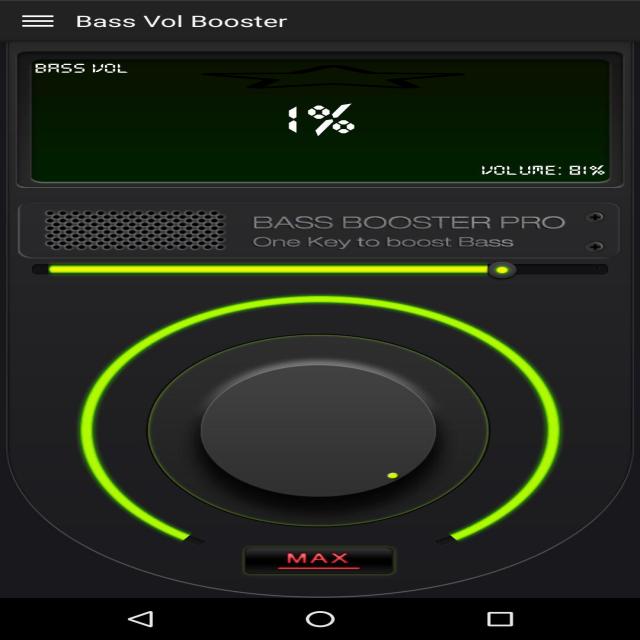 Bass Vol Booster
BASS VOL
1%
VOLUME: 81%
BASS BOOSTER PRO
One Key to boost Bass
MAX